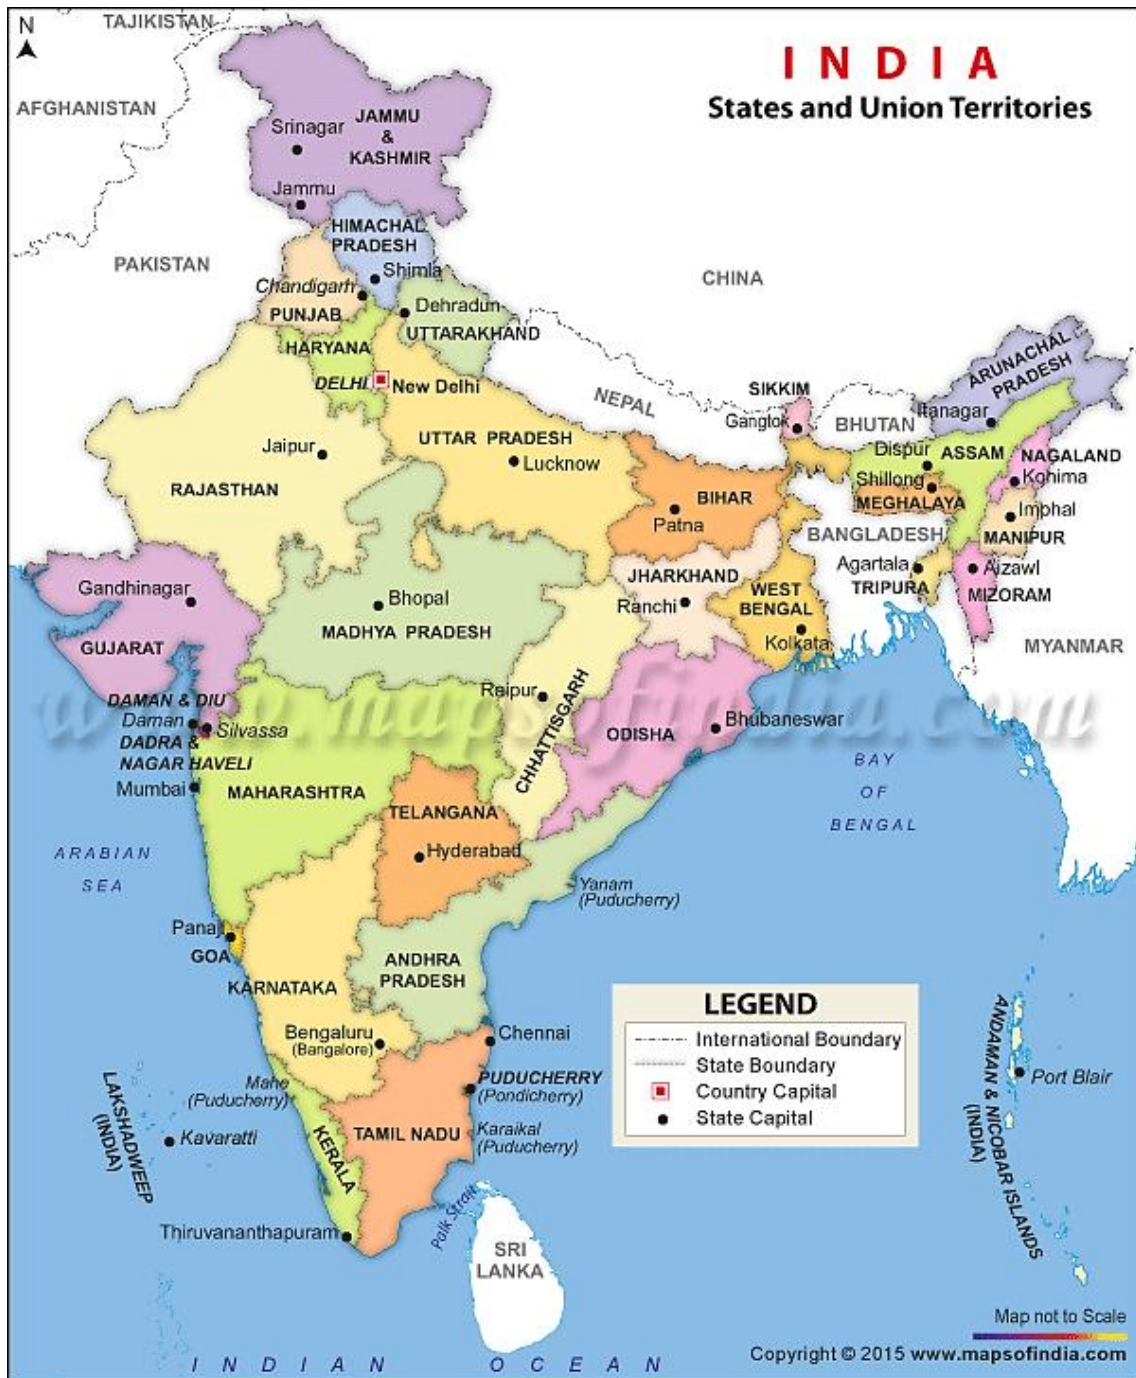 N
TAJIKISTAN
INDIA
States and Union Territories
AFGHANISTAN
Srinagar
JAMMU
&
KASHMIR
Jammu
HIMACHAL
PRADESH
PAKISTAN
Shimla
CHINA
Chandigarh
PUNJAB
Dehradun
UTTARAKHAND
HARYANA
DELHI
New Delhi
NEPAL
SIKKIM
Gangtok
BHUTAN
ARUNACHAL
PRADESH
Itanagar
UTTAR PRADESH
Lucknow
Jaipur
RAJASTHAN
Dispur
ASSAM
NAGALAND
Kohima
Shillong
MEGHALAYA
BIHAR
Patna
Imphal
MANIPUR
BANGLADESH
Agartala
TRIPURA
Aizawl
MIZORAM
JHARKHAND
Ranchi
WEST
BENGAL
Kolkata
Gandhinagar
GUJARAT
Bhopal
MADHYA PRADESH
MYANMAR
www.mapsofindia.com
DAMAN & DIU
Daman
Silvassa
DADRA &
NAGAR HAVELI
Mumbai
MAHARASHTRA
Raipur
CHHATTISGARH
ODISHA
Bhubaneswar
BAY
OF
BENGAL
TELANGANA
Hyderabad
ARABIAN
SEA
Yanam
(Puducherry)
Panaji
GOA
KARNATAKA
ANDHRA
PRADESH
Bengaluru
(Bangalore)
Chennai
LEGEND
International Boundary
State Boundary
Country Capital
State Capital
Mahe
(Puducherry)
PUDUCHERRY
(Pondicherry)
LAKSHADWEEP
(INDIA)
Kavaratti
KERALA
TAMIL NADU
Karaikal
(Puducherry)
ANDAMAN & NICOBAR ISLANDS
(INDIA)
Port Blair
Thiruvananthapuram
Palk Strait
SRI
LANKA
INDIAN OCEAN
Map not to Scale
Copyright © 2015 www.mapsofindia.com